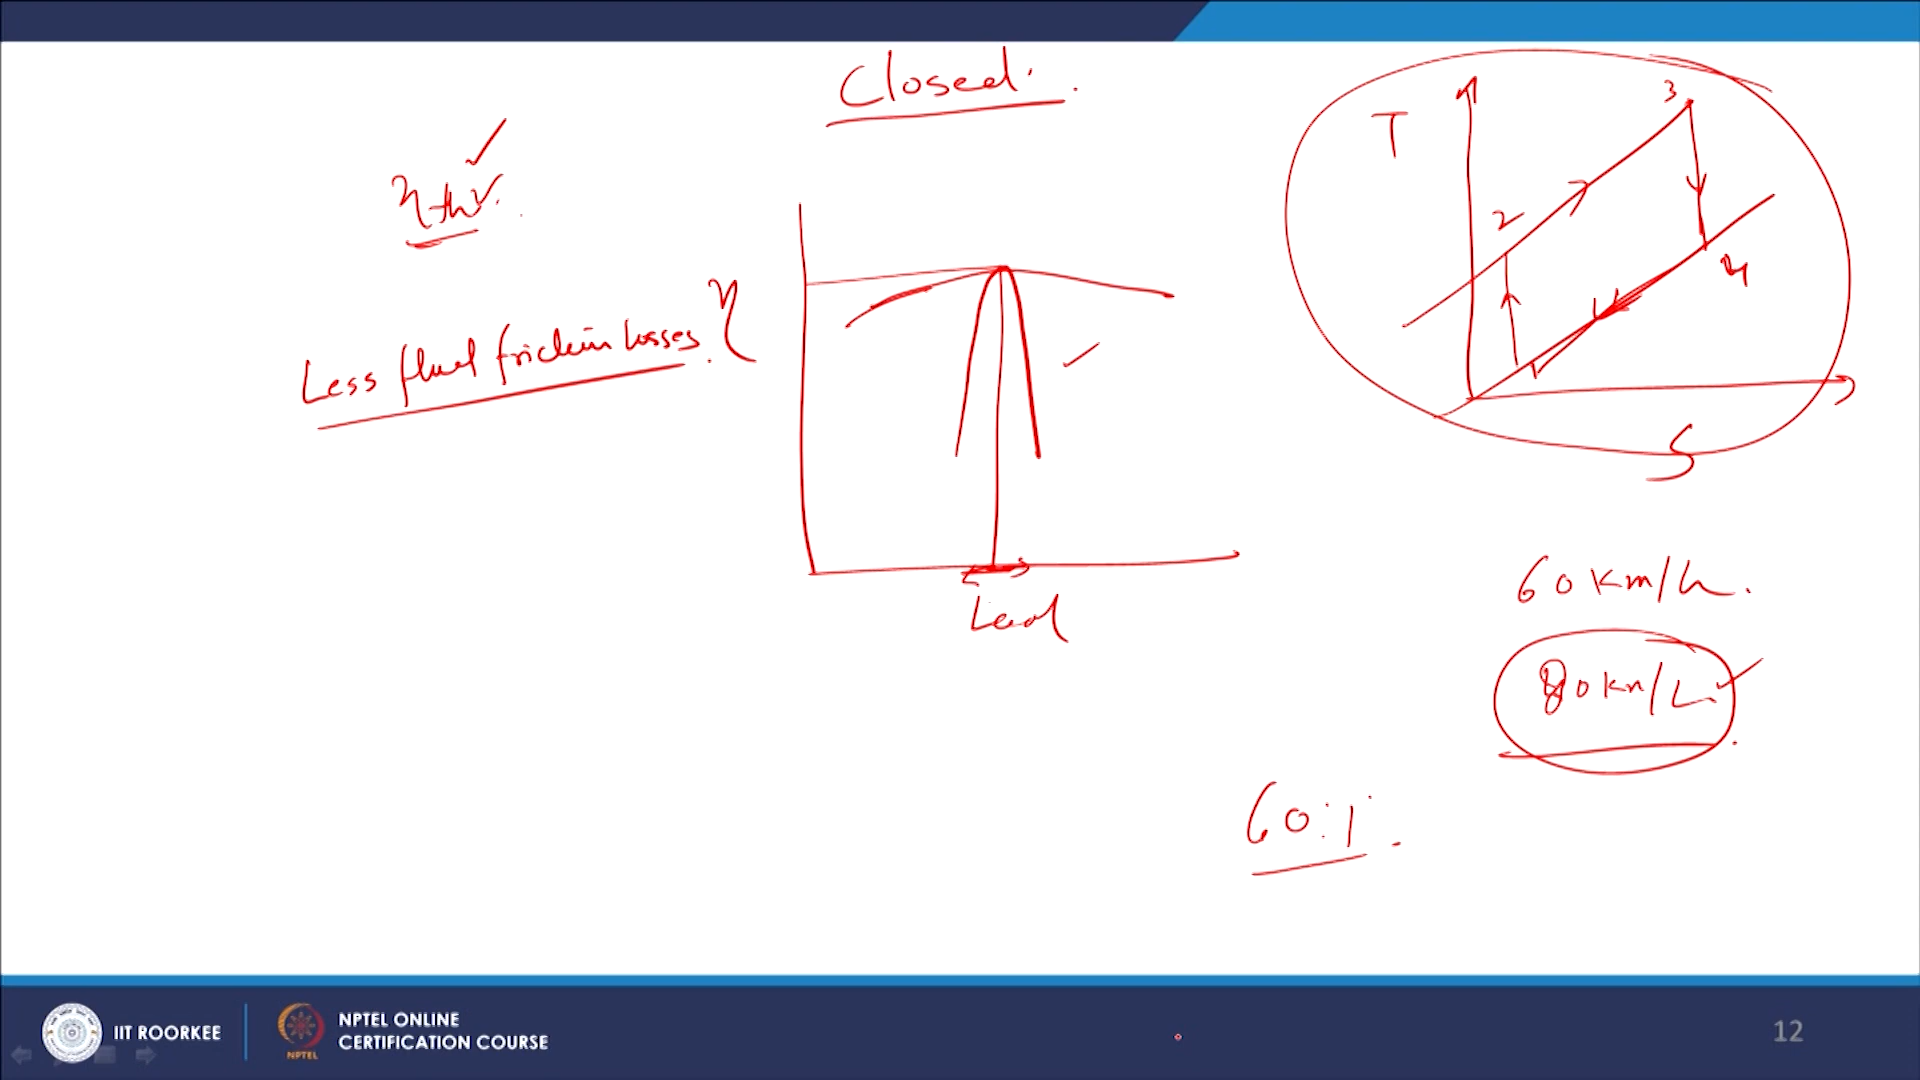 Closed.
ηth
Less fluid friction losses.
η
Load
T
3
2
4
1
S
60 km/h.
80 km/h.
60:1.
IIT ROORKEE
NPTEL
NPTEL ONLINE
CERTIFICATION COURSE
12